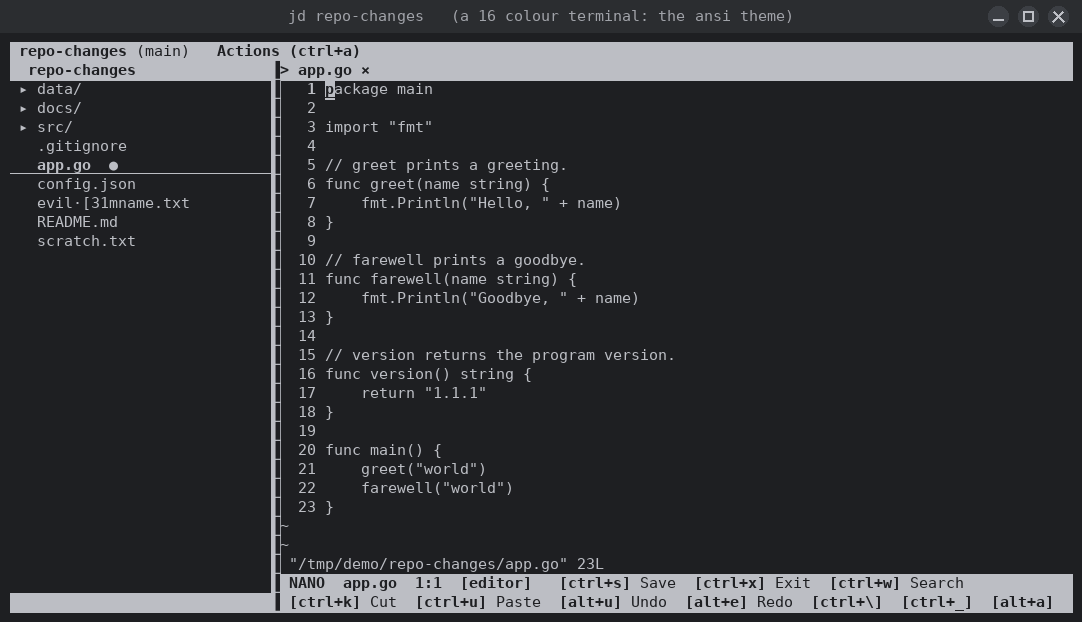 jd repo-changes   (a 16 colour terminal: the ansi theme)
repo-changes (main)   Actions (ctrl+a)
repo-changes
> app.go ×
▸ data/
▸ docs/
▸ src/
.gitignore
app.go ●
config.json
evil·[31mname.txt
README.md
scratch.txt
1 package main
2
3 import "fmt"
4
5 // greet prints a greeting.
6 func greet(name string) {
7     fmt.Println("Hello, " + name)
8 }
9
10 // farewell prints a goodbye.
11 func farewell(name string) {
12     fmt.Println("Goodbye, " + name)
13 }
14
15 // version returns the program version.
16 func version() string {
17     return "1.1.1"
18 }
19
20 func main() {
21     greet("world")
22     farewell("world")
23 }
~
~
"/tmp/demo/repo-changes/app.go" 23L
NANO  app.go  1:1  [editor]   [ctrl+s] Save  [ctrl+x] Exit  [ctrl+w] Search
[ctrl+k] Cut  [ctrl+u] Paste  [alt+u] Undo  [alt+e] Redo  [ctrl+\]  [ctrl+_]  [alt+a]